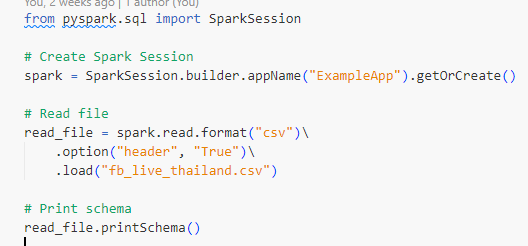 You, 2 weeks ago | 1 author (You)
from pyspark.sql import SparkSession
# Create Spark Session
spark = SparkSession.builder.appName("ExampleApp").getOrCreate()
# Read file
read_file = spark.read.format("csv")\
    .option("header", "True")\
    .load("fb_live_thailand.csv")
# Print schema
read_file.printSchema()